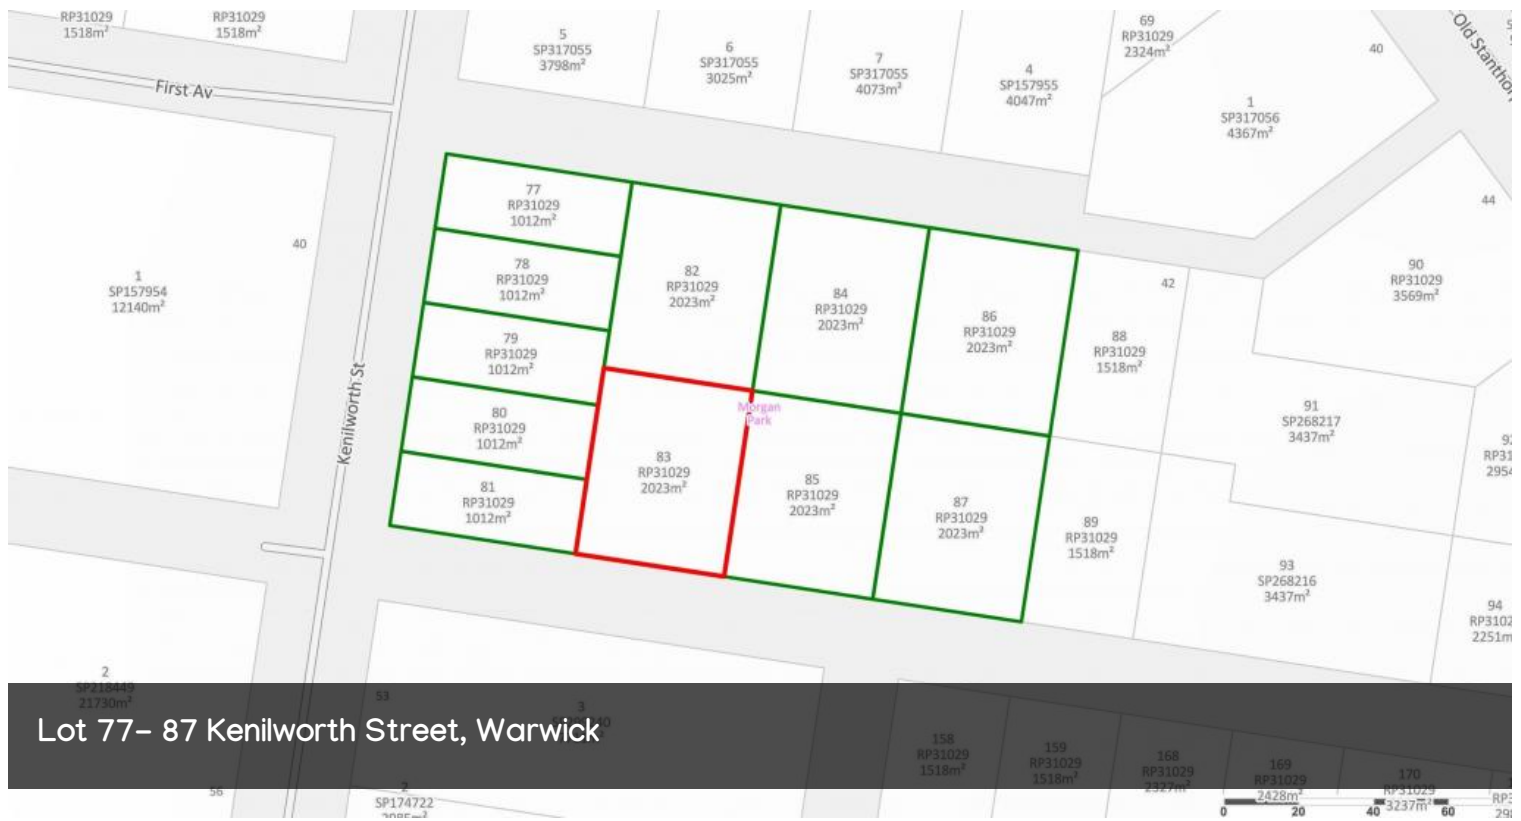 RP31029
1518m²
RP31029
1518m²
5
SP317055
3798m²
6
SP317055
3025m²
7
SP317055
4073m²
4
SP157955
4047m²
69
RP31029
2324m²
40
1
SP317056
4367m²
First Av
77
RP31029
1012m²
78
RP31029
1012m²
79
RP31029
1012m²
80
RP31029
1012m²
81
RP31029
1012m²
82
RP31029
2023m²
84
RP31029
2023m²
86
RP31029
2023m²
42
88
RP31029
1518m²
44
90
RP31029
3569m²
40
1
SP157954
12140m²
Kenilworth St
Morgan
Park
83
RP31029
2023m²
85
RP31029
2023m²
87
RP31029
2023m²
89
RP31029
1518m²
91
SP268217
3437m²
93
SP268216
3437m²
94
2
SP218449
21730m²
53
3
Lot 77- 87 Kenilworth Street, Warwick
158
RP31029
1518m²
159
RP31029
1518m²
168
RP31029
2327m²
169
RP31029
2428m²
170
RP31029
3237m²
56
2
SP174722
0 20 40 60